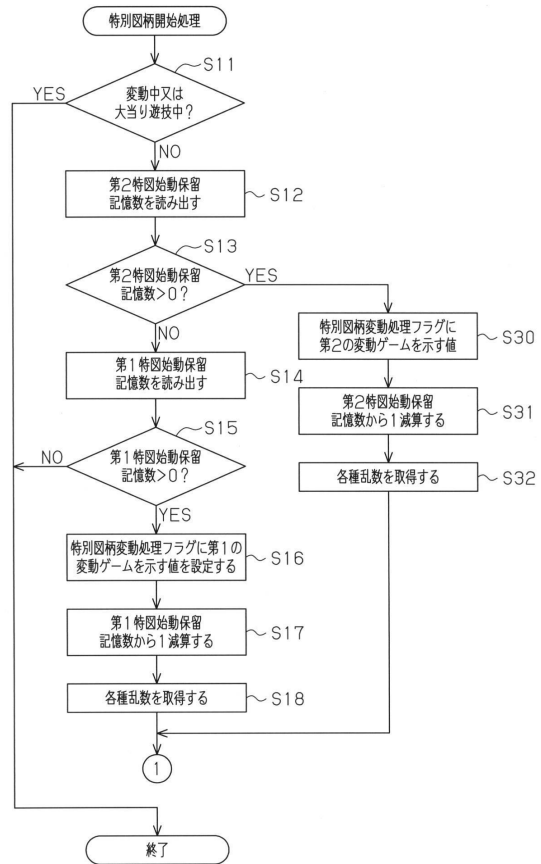 特別図柄開始処理
S11
YES
変動中又は
大当り遊技中？
NO
第2特図始動保留
記憶数を読み出す
S12
S13
第2特図始動保留
記憶数>0？
YES
NO
特別図柄変動処理フラグに
第2の変動ゲームを示す値
S30
第1特図始動保留
記憶数を読み出す
S14
第2特図始動保留
記憶数から1減算する
S31
S15
NO
第1特図始動保留
記憶数>0？
各種乱数を取得する
S32
YES
特別図柄変動処理フラグに第1の
変動ゲームを示す値を設定する
S16
第1特図始動保留
記憶数から1減算する
S17
各種乱数を取得する
S18
1
終了